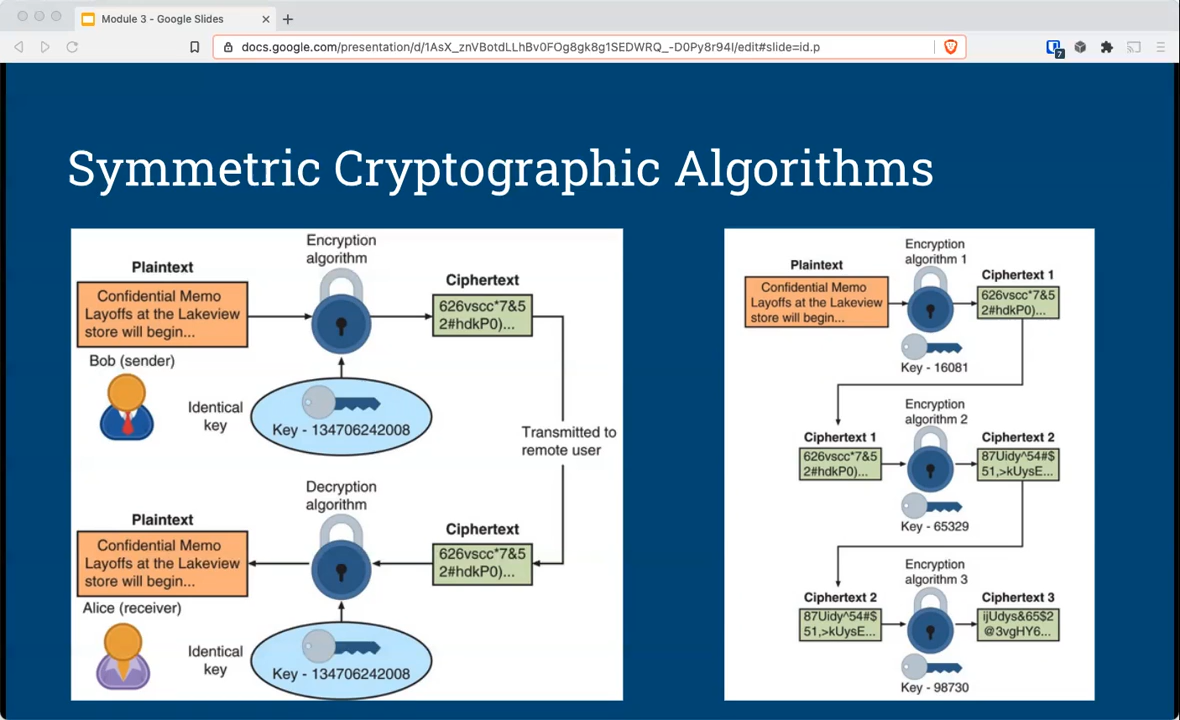 Module 3 - Google Slides
docs.google.com/presentation/d/1AsX_znVBotdLLhBv0FOg8gk8g1SEDWRQ_-D0Py8r94I/edit#slide=id.p
7
Symmetric Cryptographic Algorithms
Encryption
algorithm
Plaintext
Confidential Memo
Layoffs at the Lakeview
store will begin...
Ciphertext
626vscc*7&5
2#hdkP0)...
Bob (sender)
Identical
key
Key - 134706242008
Transmitted to
remote user
Decryption
algorithm
Plaintext
Confidential Memo
Layoffs at the Lakeview
store will begin...
Ciphertext
626vscc*7&5
2#hdkP0)...
Alice (receiver)
Identical
key
Key - 134706242008
Encryption
algorithm 1
Plaintext
Confidential Memo
Layoffs at the Lakeview
store will begin...
Ciphertext 1
626vscc*7&5
2#hdkP0)...
Key - 16081
Encryption
algorithm 2
Ciphertext 1
626vscc*7&5
2#hdkP0)...
Ciphertext 2
87Uidy^54#$
51,>kUysE...
Key - 65329
Encryption
algorithm 3
Ciphertext 2
87Uidy^54#$
51,>kUysE...
Ciphertext 3
ijUdys&65$2
@3vgHY6...
Key - 98730